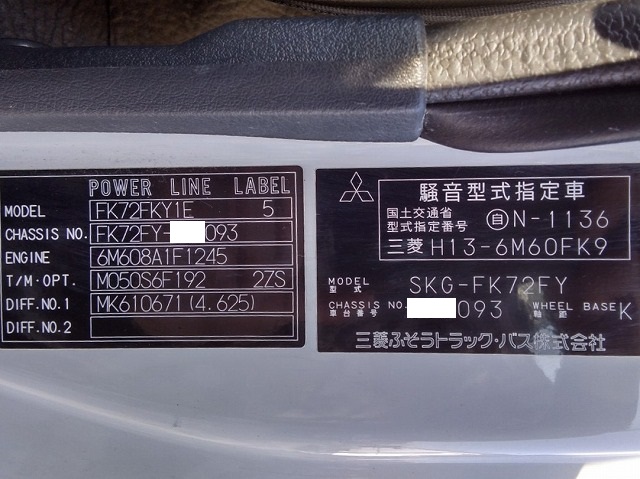 POWER LINE LABEL
MODEL FK72FKY1E 5
CHASSIS NO. FK72FY- 093
ENGINE 6M608A1F1245
T/M・OPT. M050S6F192 27S
DIFF.NO.1 MK610671(4.625)
DIFF.NO.2
騒音型式指定車
国土交通省
型式指定番号 自N-1136
三菱 H13-6M60FK9
MODEL
型式 SKG-FK72FY
CHASSIS NO.
車台番号 093 WHEEL BASE
軸距 K
三菱ふそうトラック・バス株式会社